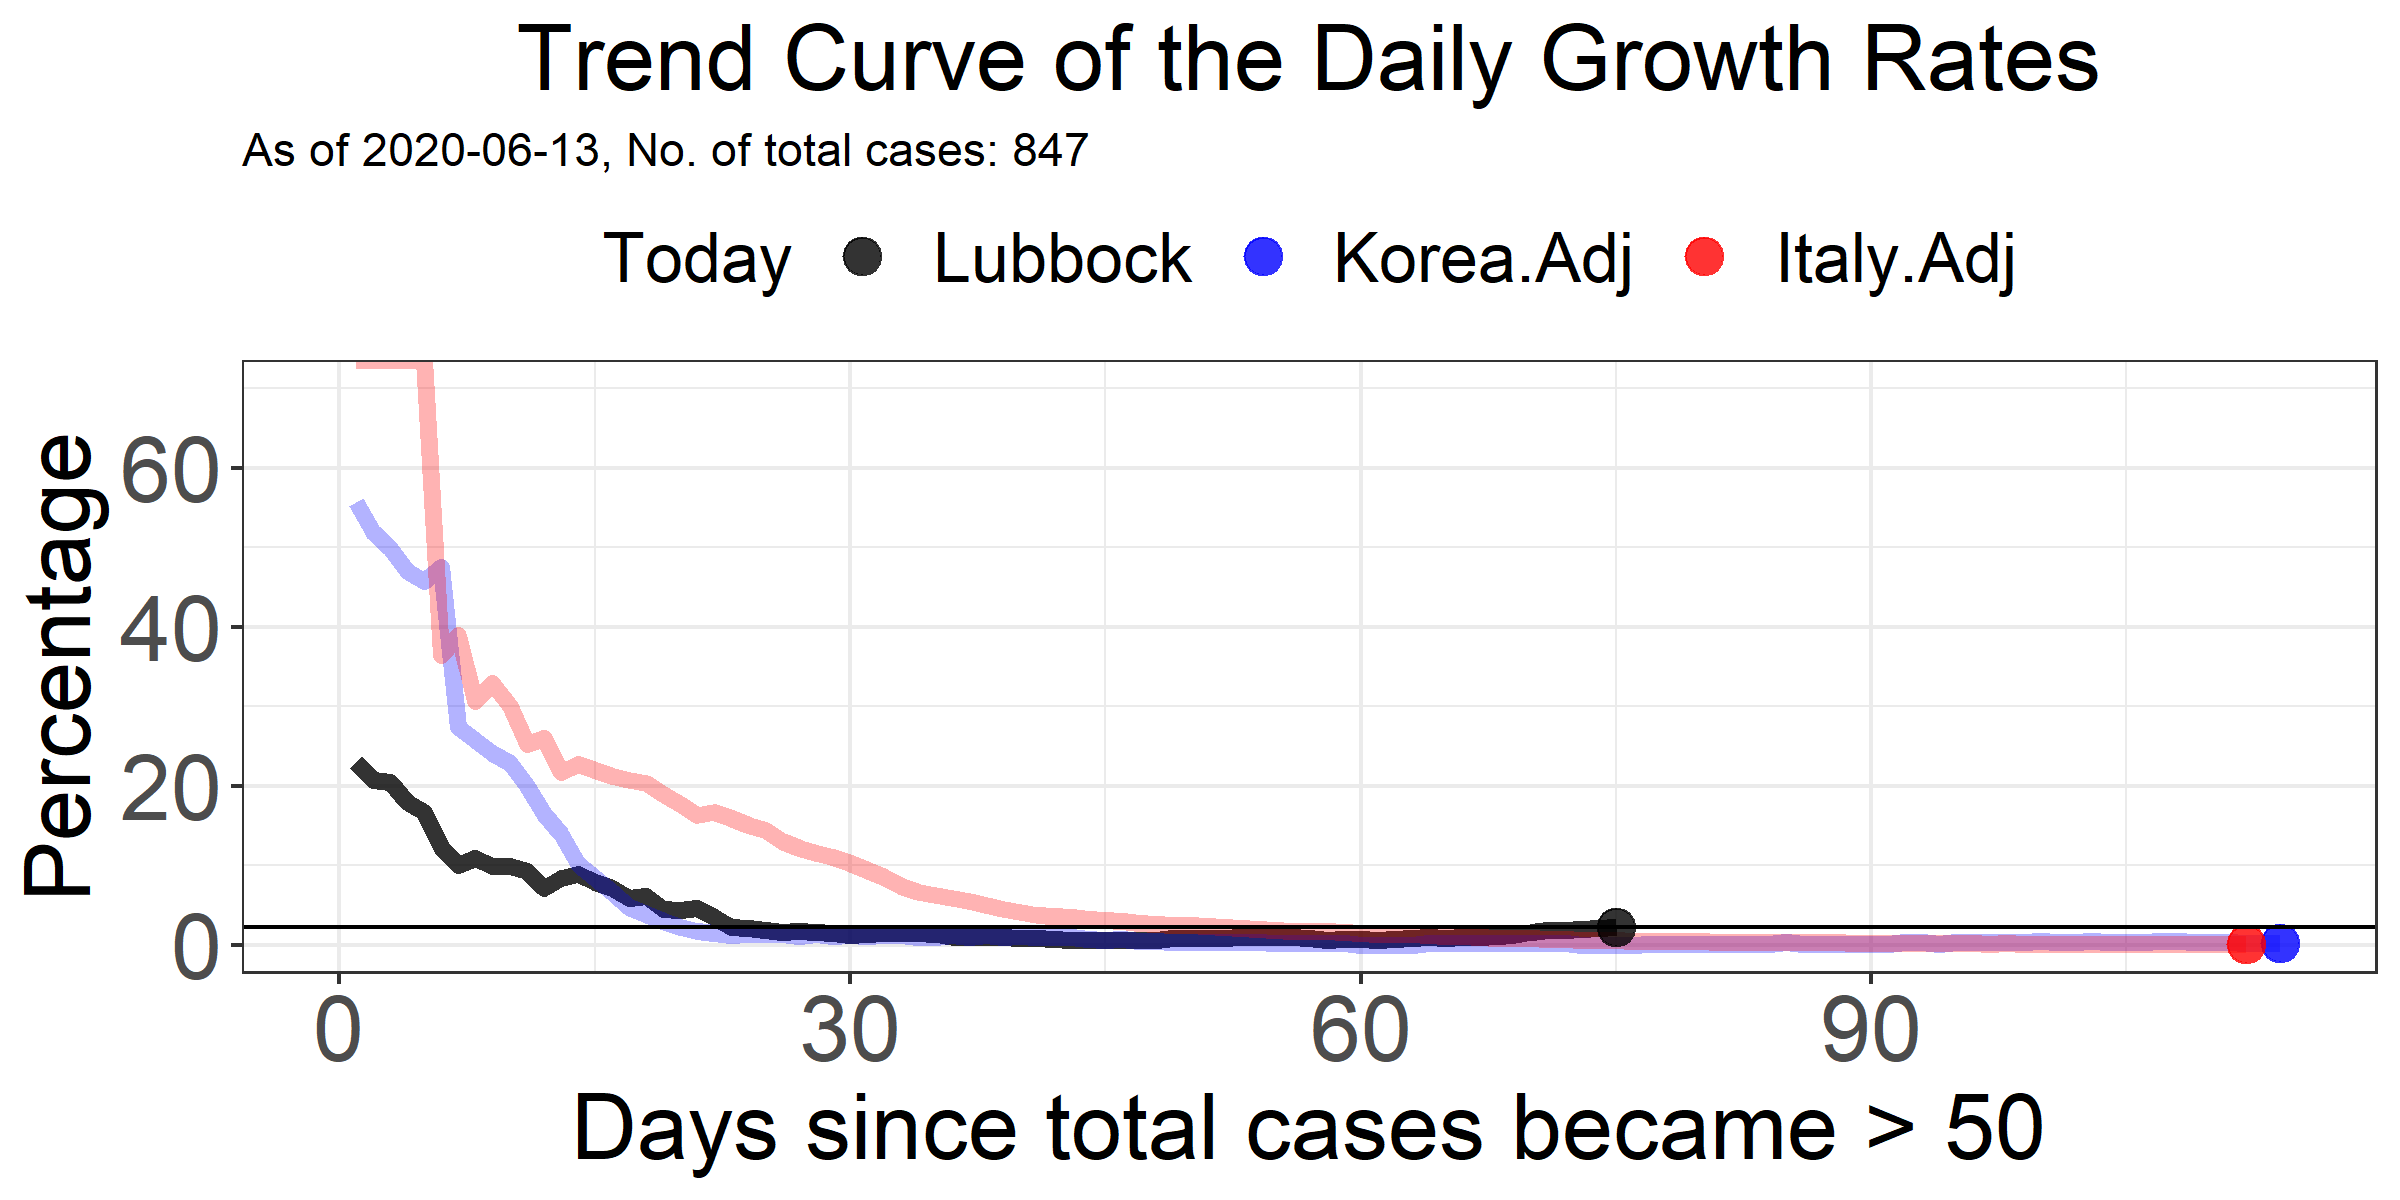 Trend Curve of the Daily Growth Rates
As of 2020-06-13, No. of total cases: 847
Today Lubbock Korea.Adj Italy.Adj
Percentage
60
40
20
0
0 30 60 90
Days since total cases became > 50